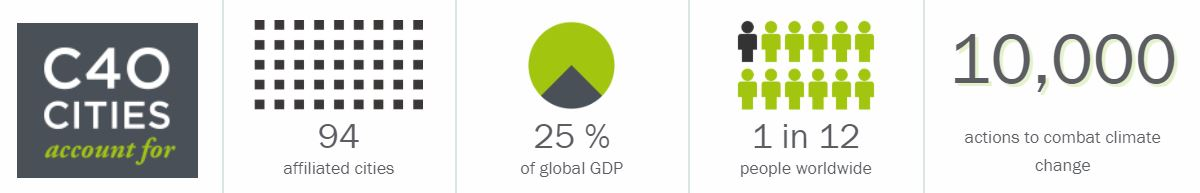 C40
CITIES
account for
94
affiliated cities
25 %
of global GDP
1 in 12
people worldwide
10,000
actions to combat climate
change